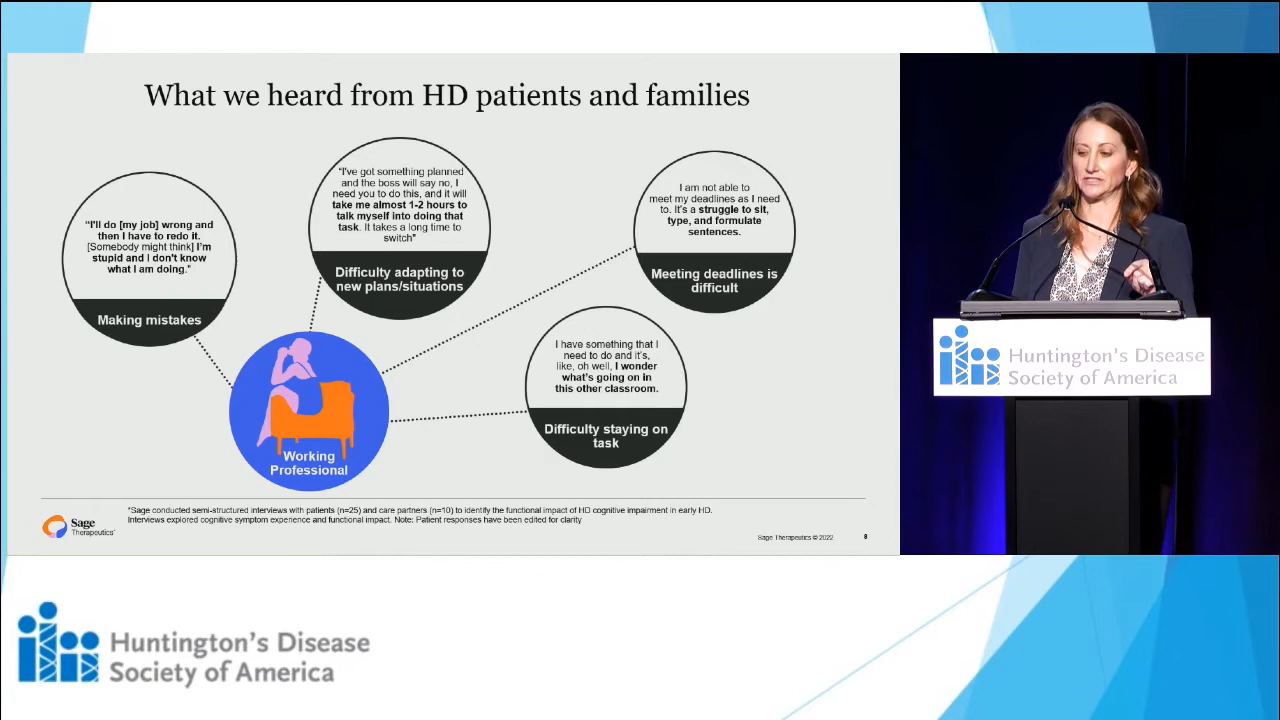 What we heard from HD patients and families
"I'll do [my job] wrong and
then I have to redo it.
[Somebody might think] I'm
stupid and I don't know
what I am doing."
Making mistakes
"I've got something planned
and the boss will say no, I
need you to do this, and it will
take me almost 1-2 hours to
talk myself into doing that
task. It takes a long time to
switch"
Difficulty adapting to
new plans/situations
I am not able to
meet my deadlines as I need
to. It's a struggle to sit,
type, and formulate
sentences.
Meeting deadlines is
difficult
I have something that I
need to do and it's,
like, oh well, I wonder
what's going on in
this other classroom.
Difficulty staying on
task
Working
Professional
*Sage conducted semi-structured interviews with patients (n=25) and care partners (n=10) to identify the functional impact of HD cognitive impairment in early HD.
Interviews explored cognitive symptom experience and functional impact. Note: Patient responses have been edited for clarity
Sage
Therapeutics™
Sage Therapeutics © 2022
8
Huntington's Disease
Society of America
Huntington's Disease
Society of America